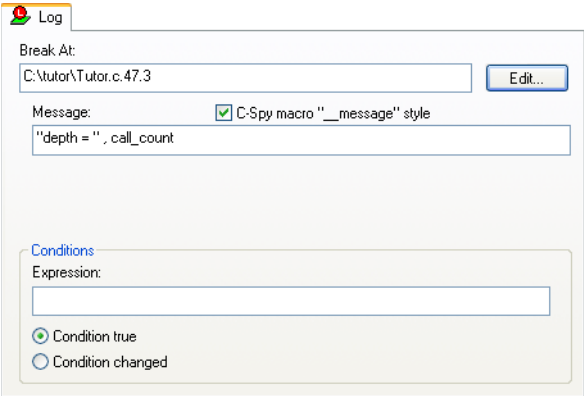 Log
Break At:
C:\tutor\Tutor.c.47.3
Edit...
Message:
C-Spy macro "__message" style
"depth = " , call_count
Conditions
Expression:
Condition true
Condition changed